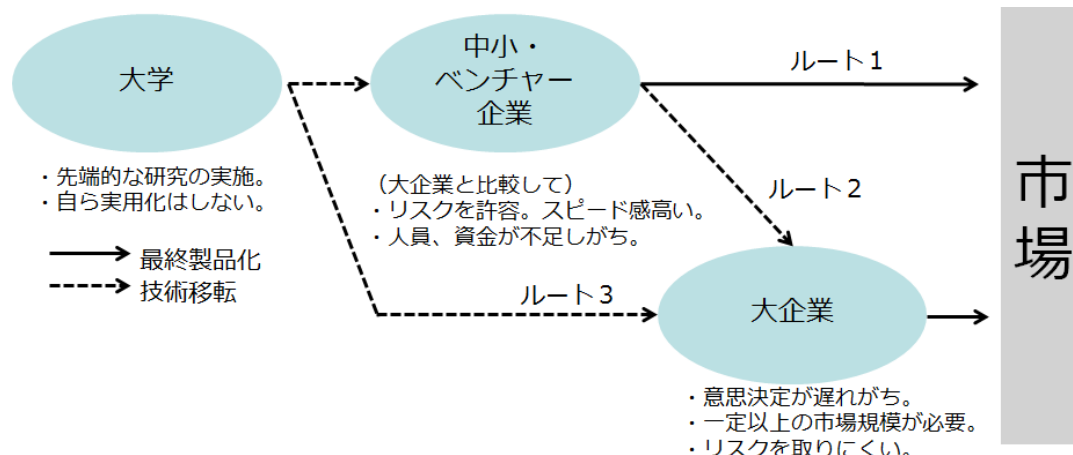 大学
中小・
ベンチャー
企業
ルート１
・先端的な研究の実施。
・自ら実用化はしない。
（大企業と比較して）
・リスクを許容。スピード感高い。
・人員、資金が不足しがち。
ルート２
市
場
最終製品化
技術移転
ルート３
大企業
・意思決定が遅れがち。
・一定以上の市場規模が必要。
・リスクを取りにくい。